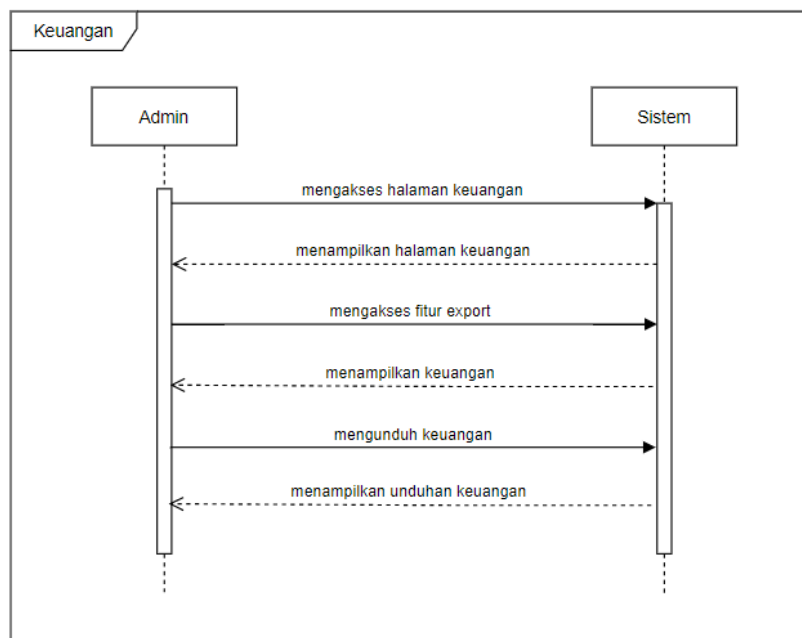 Keuangan
Admin
Sistem
mengakses halaman keuangan
menampilkan halaman keuangan
mengakses fitur export
menampilkan keuangan
mengunduh keuangan
menampilkan unduhan keuangan